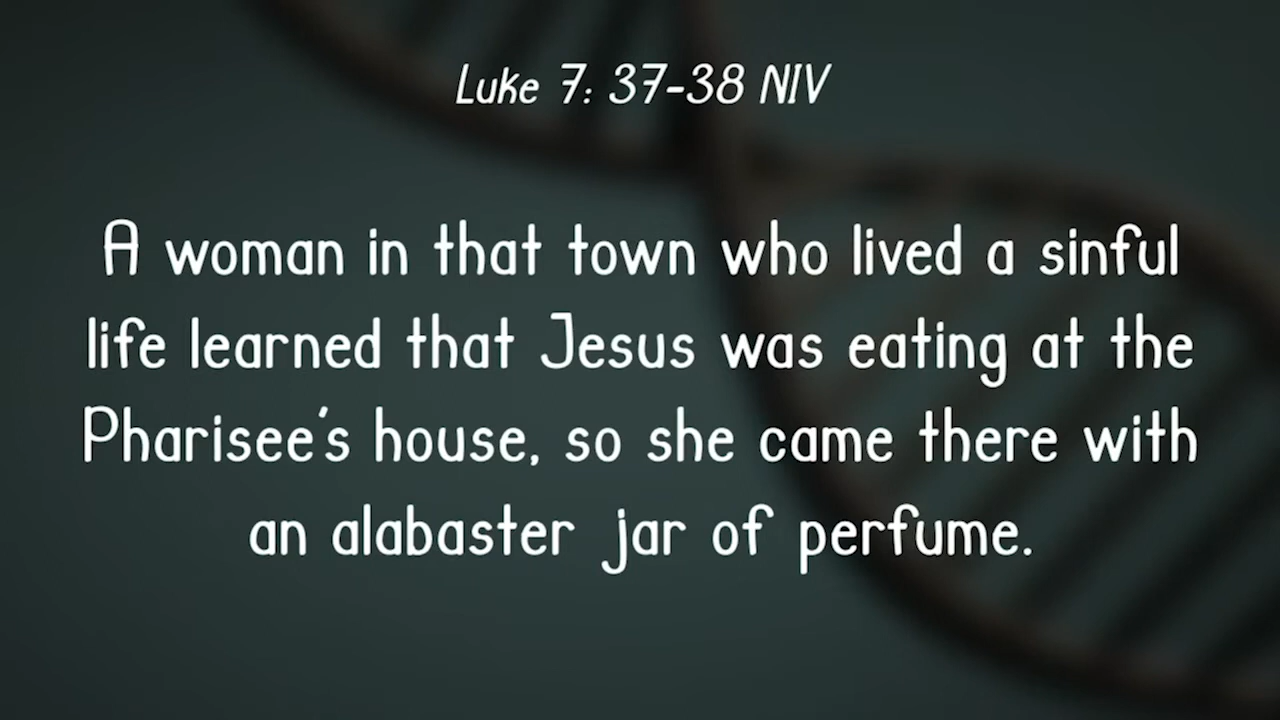 Luke 7: 37-38 NIV
A woman in that town who lived a sinful
life learned that Jesus was eating at the
Pharisee's house, so she came there with
an alabaster jar of perfume.